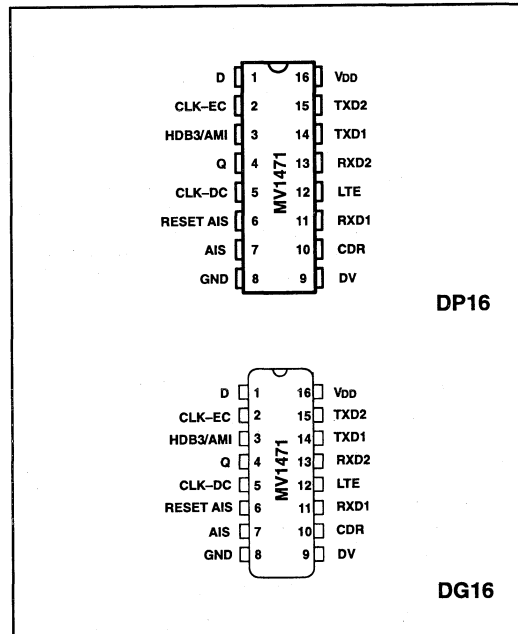 D 1 16 VDD
CLK–EC 2 15 TXD2
HDB3/AMI 3 14 TXD1
Q 4 13 RXD2
CLK–DC 5 12 LTE
RESET AIS 6 11 RXD1
AIS 7 10 CDR
GND 8 9 DV
MV1471
DP16
D 1 16 VDD
CLK–EC 2 15 TXD2
HDB3/AMI 3 14 TXD1
Q 4 13 RXD2
CLK–DC 5 12 LTE
RESET AIS 6 11 RXD1
AIS 7 10 CDR
GND 8 9 DV
MV1471
DG16